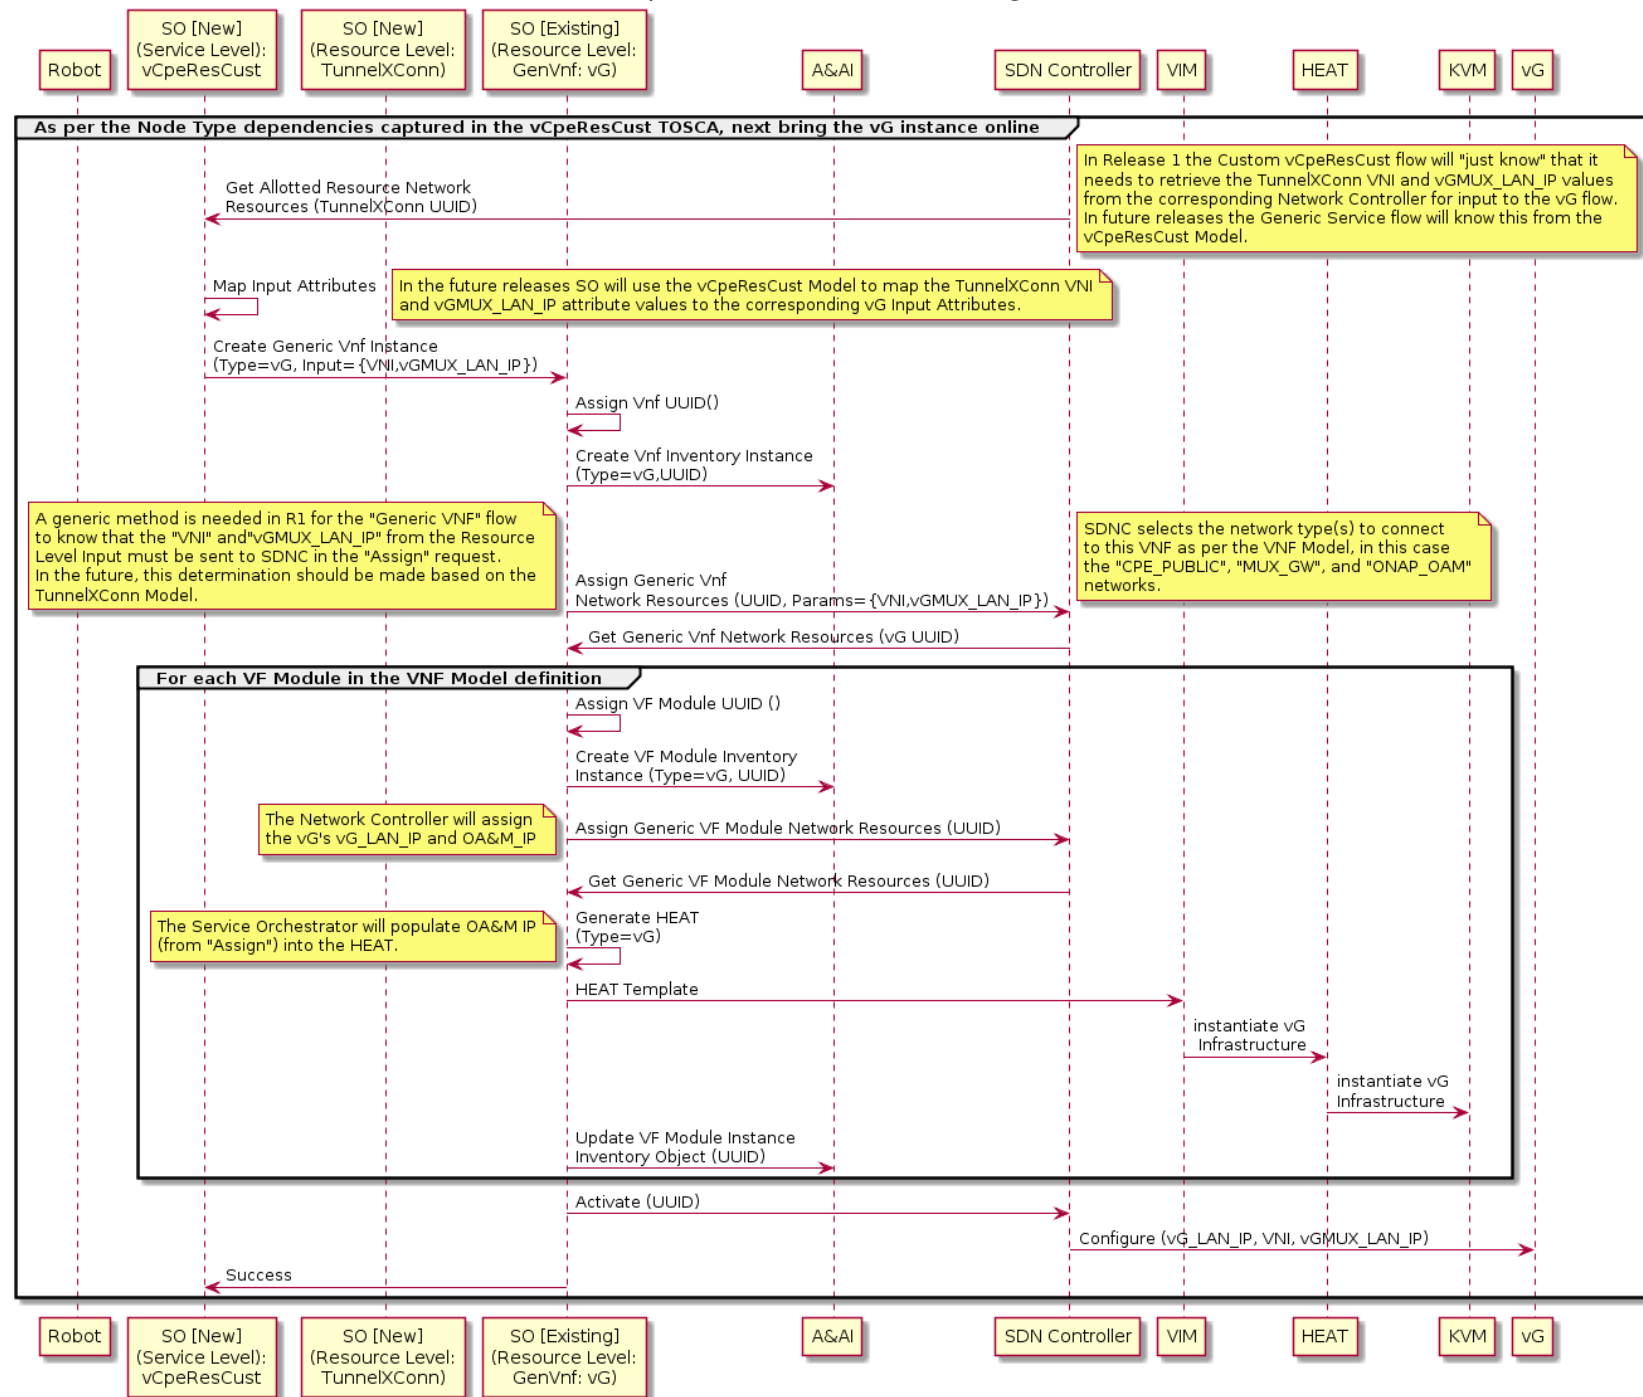 SO [New]
(Service Level):
vCpeResCust
SO [New]
(Resource Level:
TunnelXConn)
SO [Existing]
(Resource Level:
GenVnf: vG)
Robot
A&AI
SDN Controller
VIM
HEAT
KVM
vG
As per the Node Type dependencies captured in the vCpeResCust TOSCA, next bring the vG instance online
In Release 1 the Custom vCpeResCust flow will "just know" that it
needs to retrieve the TunnelXConn VNI and vGMUX_LAN_IP values
from the corresponding Network Controller for input to the vG flow.
In future releases the Generic Service flow will know this from the
vCpeResCust Model.
Get Allotted Resource Network
Resources (TunnelXConn UUID)
Map Input Attributes
In the future releases SO will use the vCpeResCust Model to map the TunnelXConn VNI
and vGMUX_LAN_IP attribute values to the corresponding vG Input Attributes.
Create Generic Vnf Instance
(Type=vG, Input={VNI,vGMUX_LAN_IP})
Assign Vnf UUID()
Create Vnf Inventory Instance
(Type=vG,UUID)
A generic method is needed in R1 for the "Generic VNF" flow
to know that the "VNI" and"vGMUX_LAN_IP" from the Resource
Level Input must be sent to SDNC in the "Assign" request.
In the future, this determination should be made based on the
TunnelXConn Model.
SDNC selects the network type(s) to connect
to this VNF as per the VNF Model, in this case
the "CPE_PUBLIC", "MUX_GW", and "ONAP_OAM"
networks.
Assign Generic Vnf
Network Resources (UUID, Params={VNI,vGMUX_LAN_IP})
Get Generic Vnf Network Resources (vG UUID)
For each VF Module in the VNF Model definition
Assign VF Module UUID ()
Create VF Module Inventory
Instance (Type=vG, UUID)
The Network Controller will assign
the vG's vG_LAN_IP and OA&M_IP
Assign Generic VF Module Network Resources (UUID)
Get Generic VF Module Network Resources (UUID)
The Service Orchestrator will populate OA&M IP
(from "Assign") into the HEAT.
Generate HEAT
(Type=vG)
HEAT Template
instantiate vG
Infrastructure
instantiate vG
Infrastructure
Update VF Module Instance
Inventory Object (UUID)
Activate (UUID)
Configure (vG_LAN_IP, VNI, vGMUX_LAN_IP)
Success
Robot
SO [New]
(Service Level):
vCpeResCust
SO [New]
(Resource Level:
TunnelXConn)
SO [Existing]
(Resource Level:
GenVnf: vG)
A&AI
SDN Controller
VIM
HEAT
KVM
vG